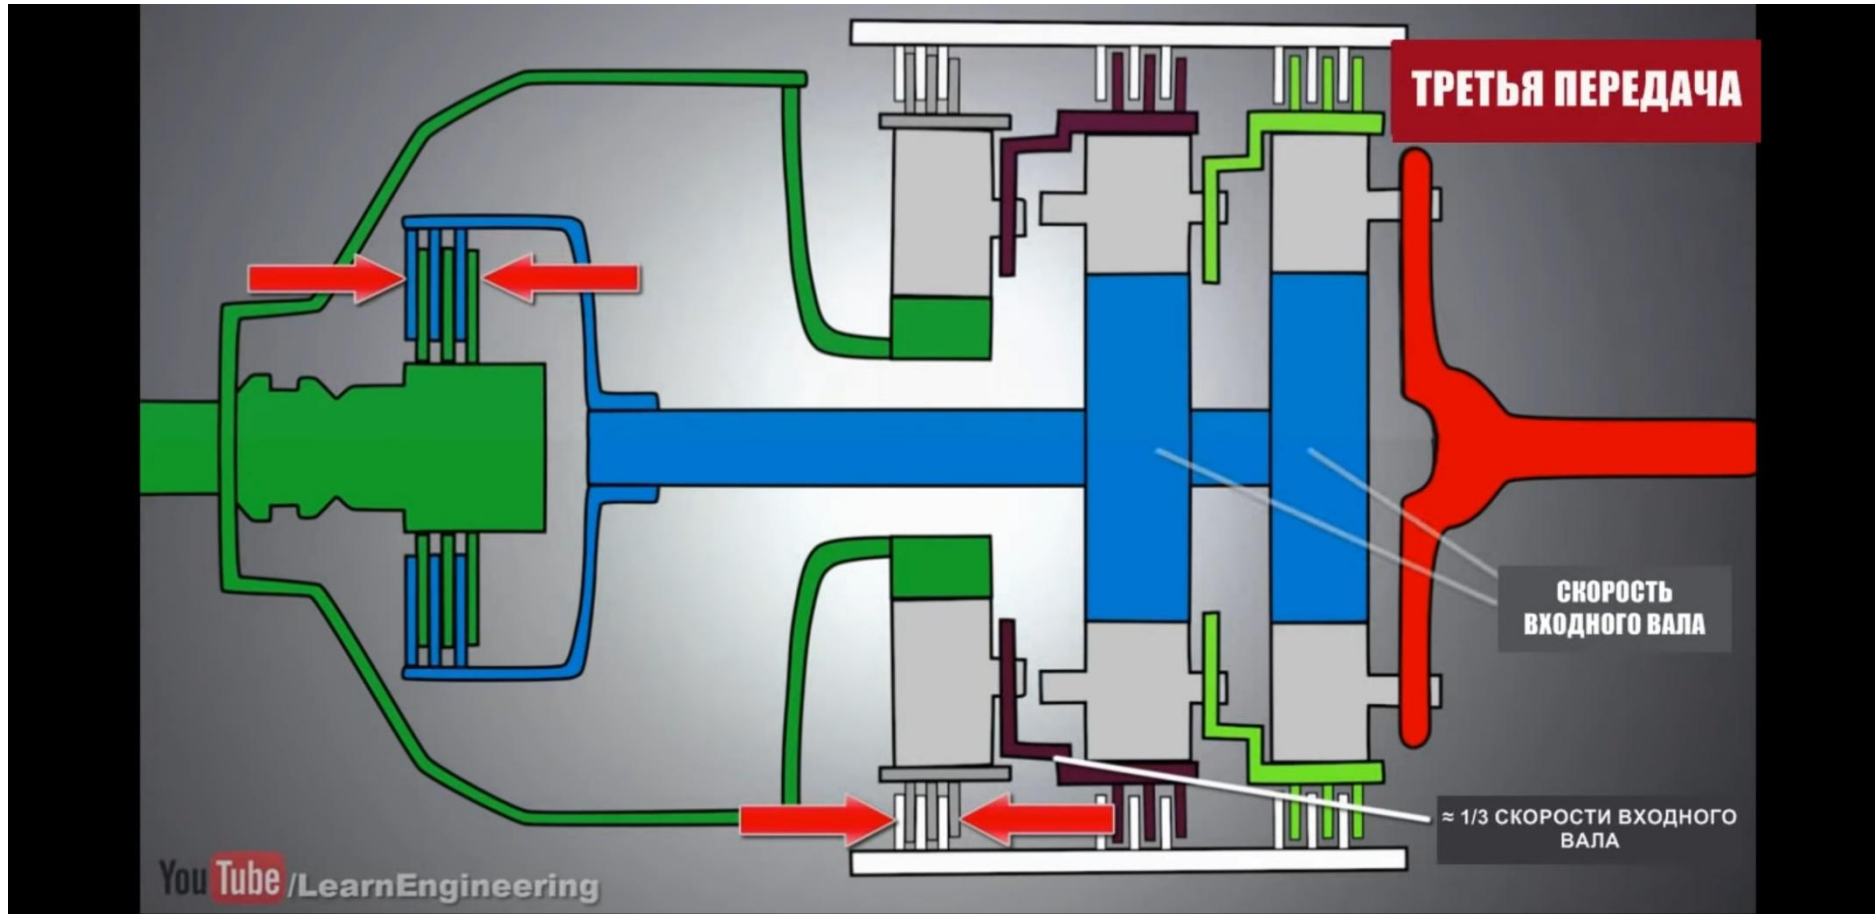 ТРЕТЬЯ ПЕРЕДАЧА
СКОРОСТЬ
ВХОДНОГО ВАЛА
≈ 1/3 СКОРОСТИ ВХОДНОГО
ВАЛА
YouTube/LearnEngineering